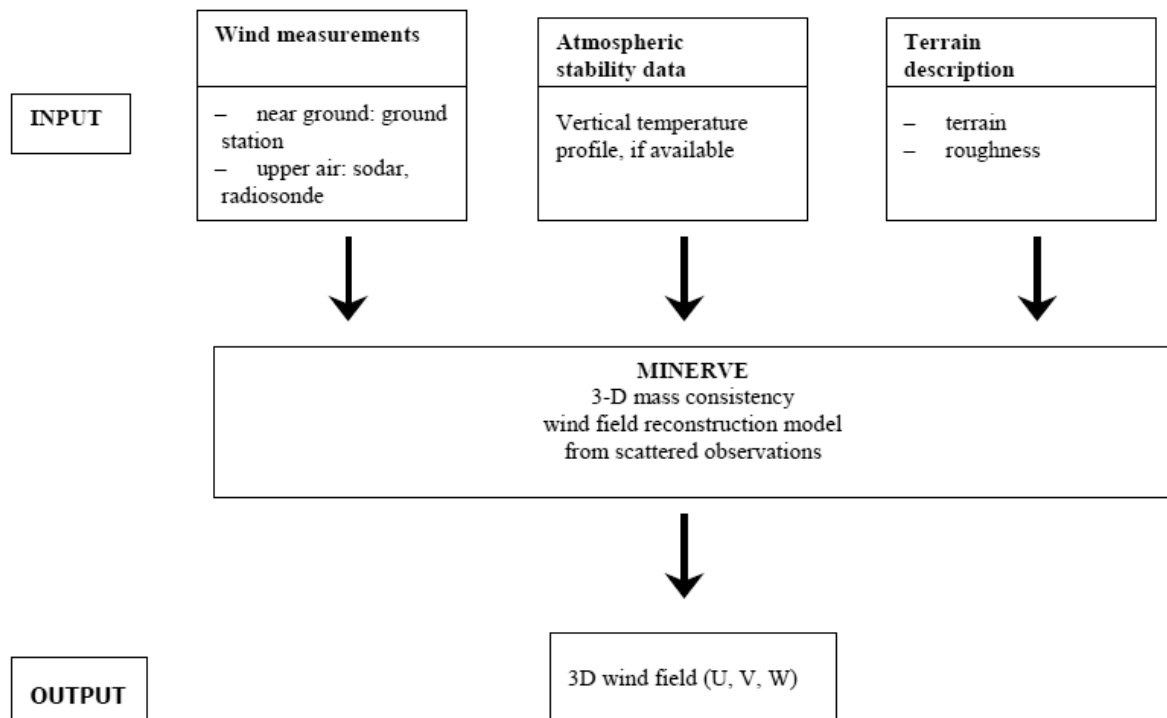 Wind measurements
Atmospheric
stability data
Terrain
description
INPUT
– near ground: ground
station
– upper air: sodar,
radiosonde
Vertical temperature
profile, if available
– terrain
– roughness
MINERVE
3-D mass consistency
wind field reconstruction model
from scattered observations
3D wind field (U, V, W)
OUTPUT